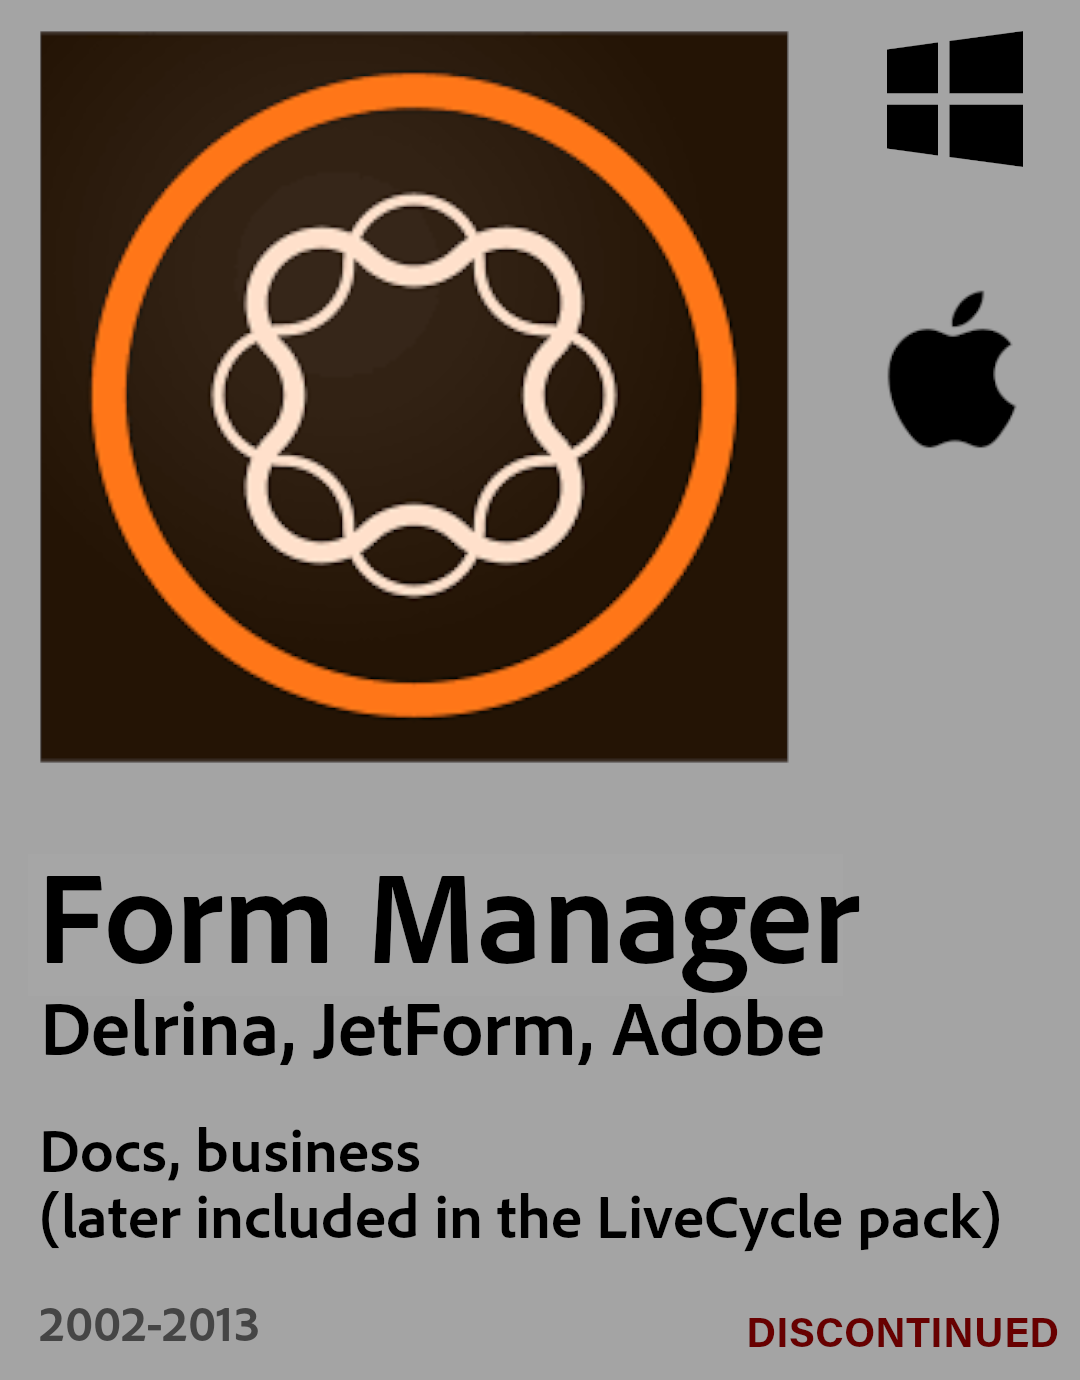 Form Manager
Delrina, JetForm, Adobe
Docs, business
(later included in the LiveCycle pack)
2002-2013
DISCONTINUED